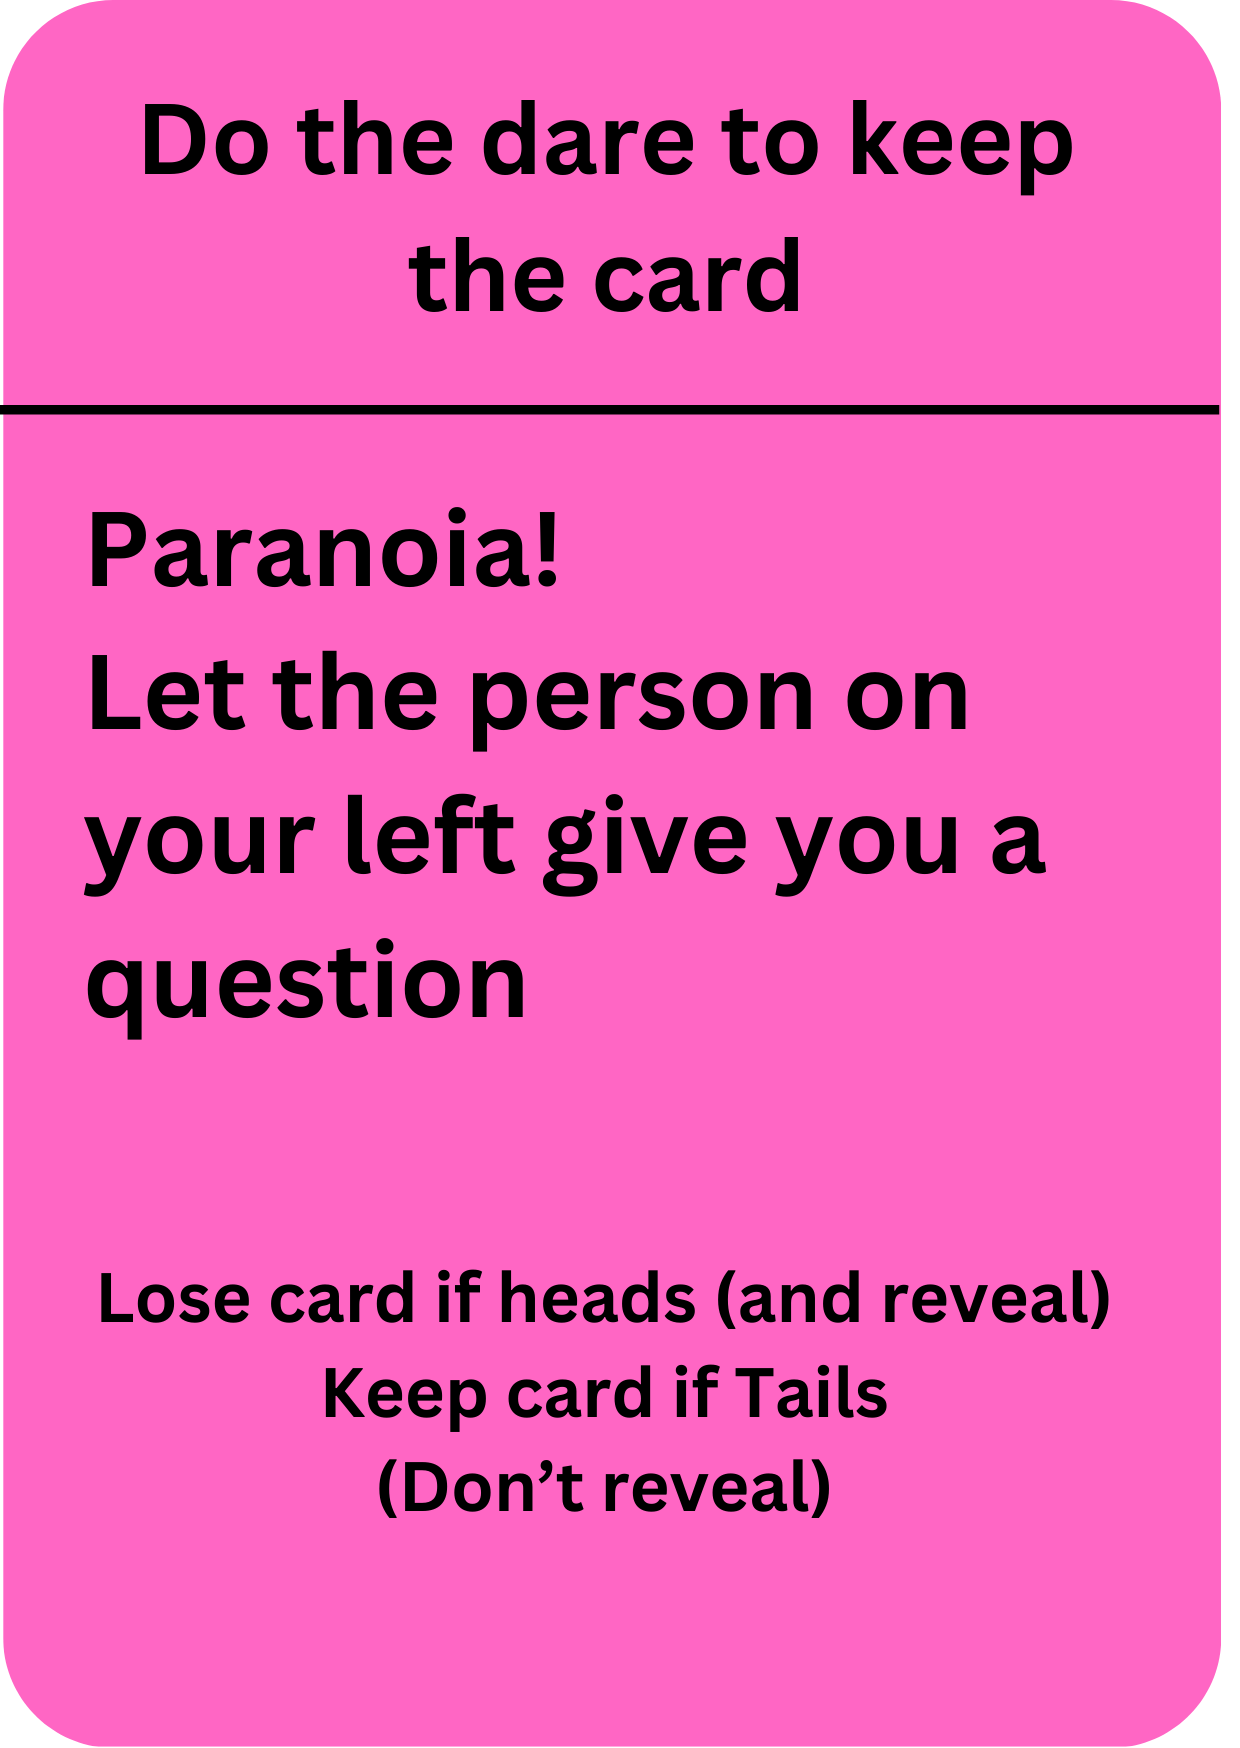 Do the dare to keep
the card
Paranoia!
Let the person on
your left give you a
question
Lose card if heads (and reveal)
Keep card if Tails
(Don’t reveal)